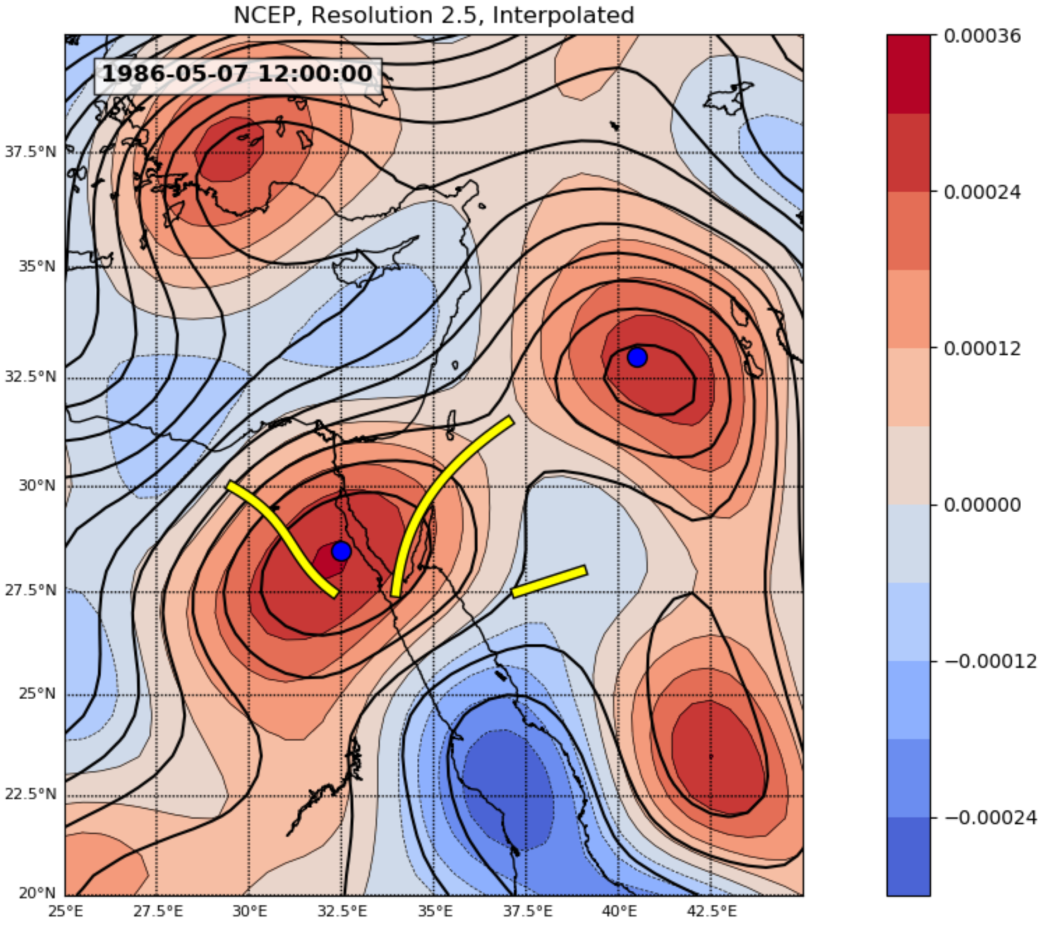 NCEP, Resolution 2.5, Interpolated
1986-05-07 12:00:00
37.5°N
35°N
32.5°N
30°N
27.5°N
25°N
22.5°N
20°N
25°E 27.5°E 30°E 32.5°E 35°E 37.5°E 40°E 42.5°E
0.00036
0.00024
0.00012
0.00000
−0.00012
−0.00024